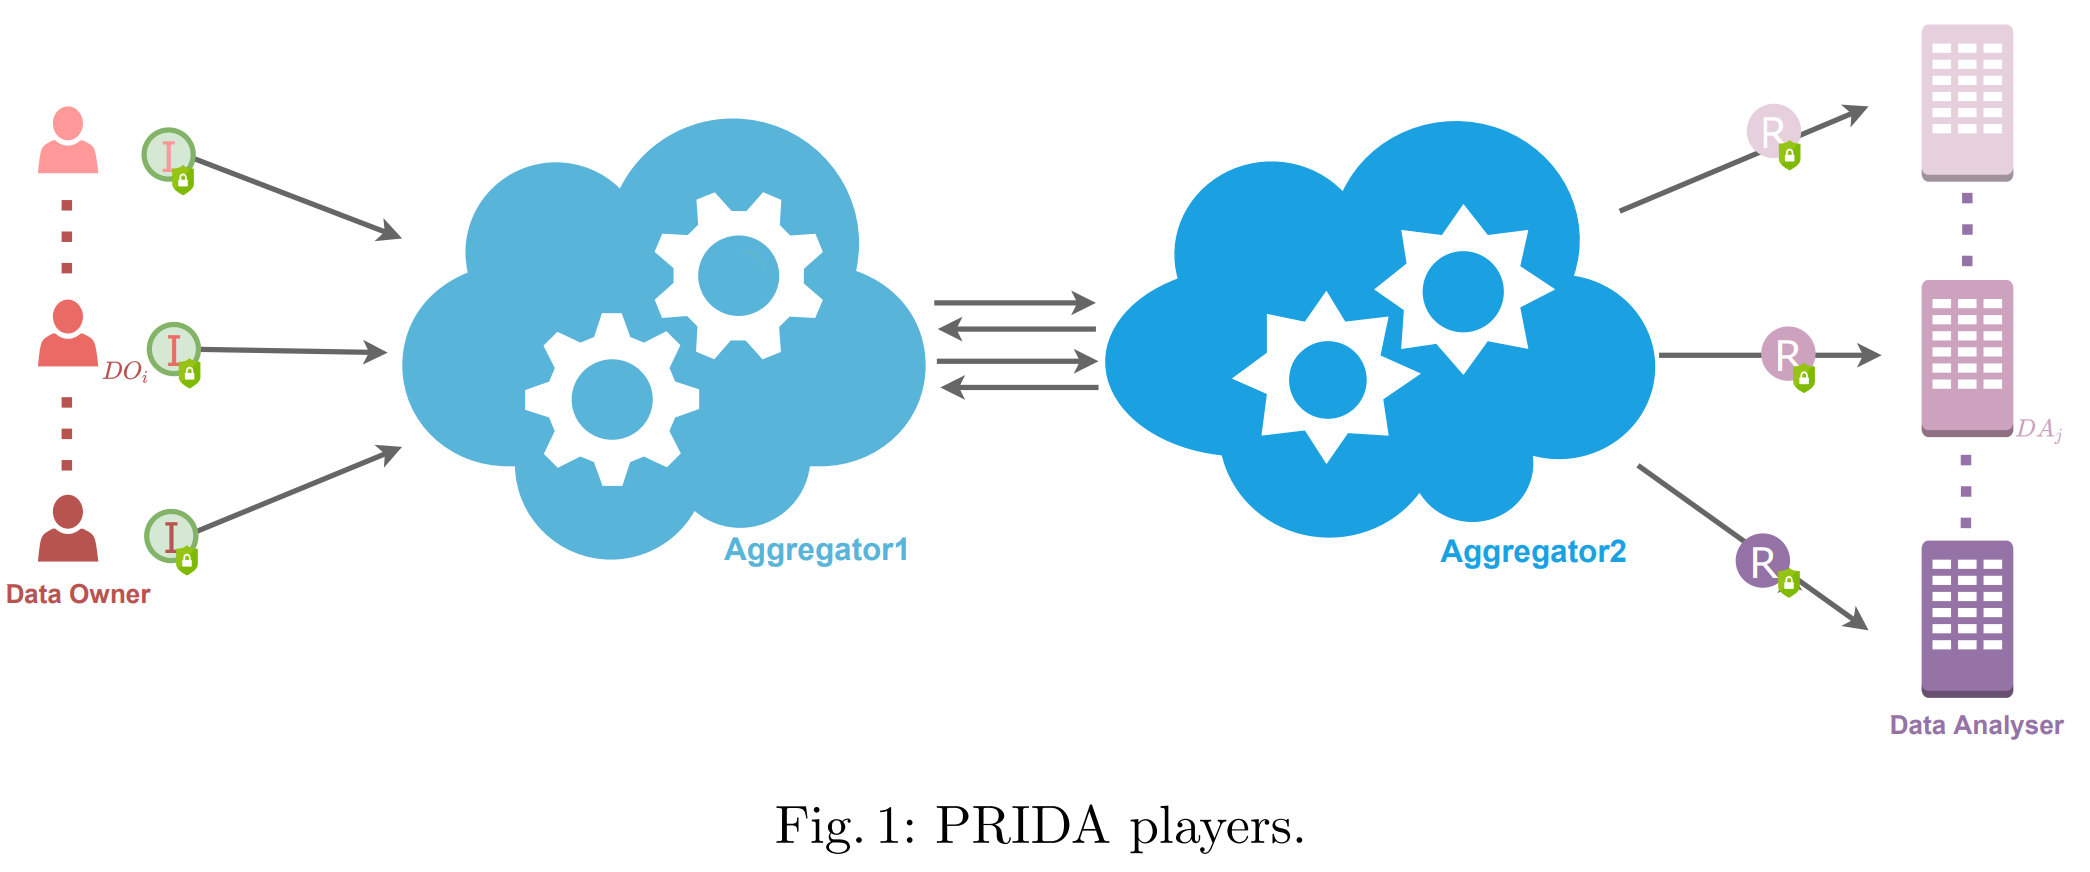 I
R
I
DO_i
R
DA_j
I
R
Aggregator1
Aggregator2
Data Owner
Data Analyser
Fig. 1: PRIDA players.